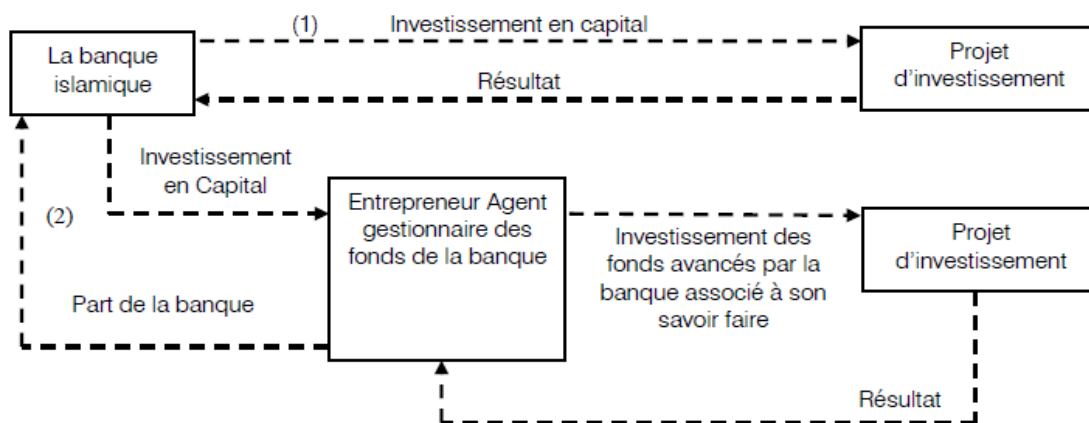 (1)
Investissement en capital
La banque
islamique
Projet
d'investissement
Résultat
Investissement
en Capital
(2)
Entrepreneur Agent
gestionnaire des
fonds de la banque
Investissement des
fonds avancés par la
banque associé à son
savoir faire
Projet
d'investissement
Part de la banque
Résultat